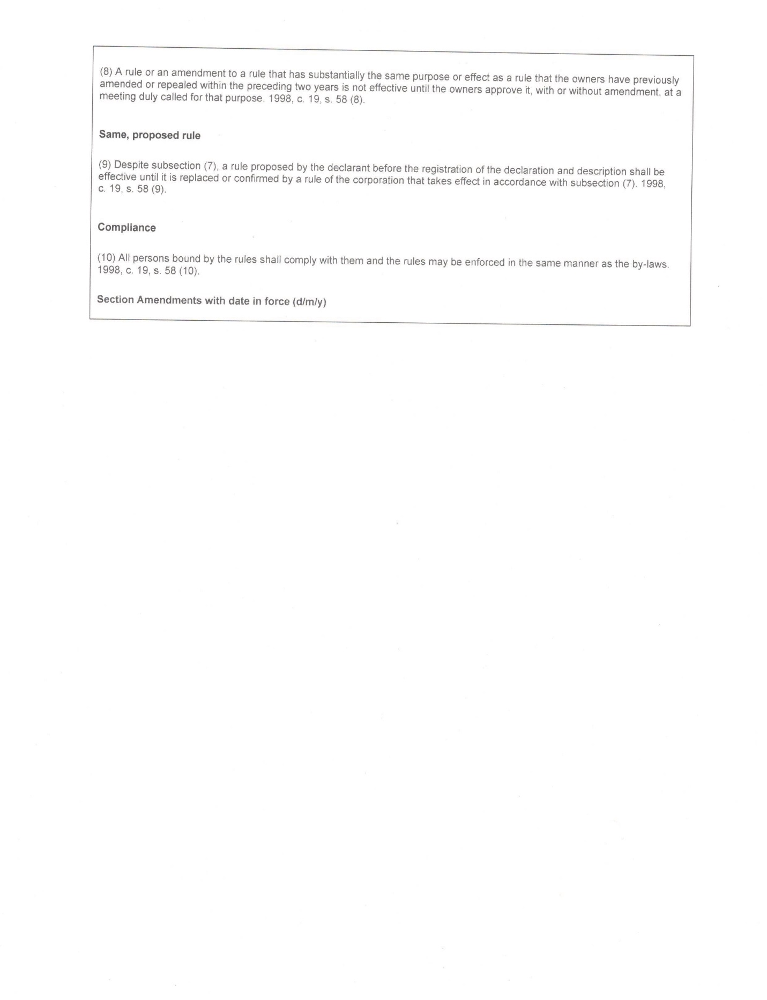 (8) A rule or an amendment to a rule that has substantially the same purpose or effect as a rule that the owners have previously
amended or repealed within the preceding two years is not effective until the owners approve it, with or without amendment, at a
meeting duly called for that purpose. 1998, c. 19, s. 58 (8).
Same, proposed rule
(9) Despite subsection (7), a rule proposed by the declarant before the registration of the declaration and description shall be
effective until it is replaced or confirmed by a rule of the corporation that takes effect in accordance with subsection (7). 1998,
c. 19, s. 58 (9).
Compliance
(10) All persons bound by the rules shall comply with them and the rules may be enforced in the same manner as the by-laws.
1998, c. 19, s. 58 (10).
Section Amendments with date in force (d/m/y)